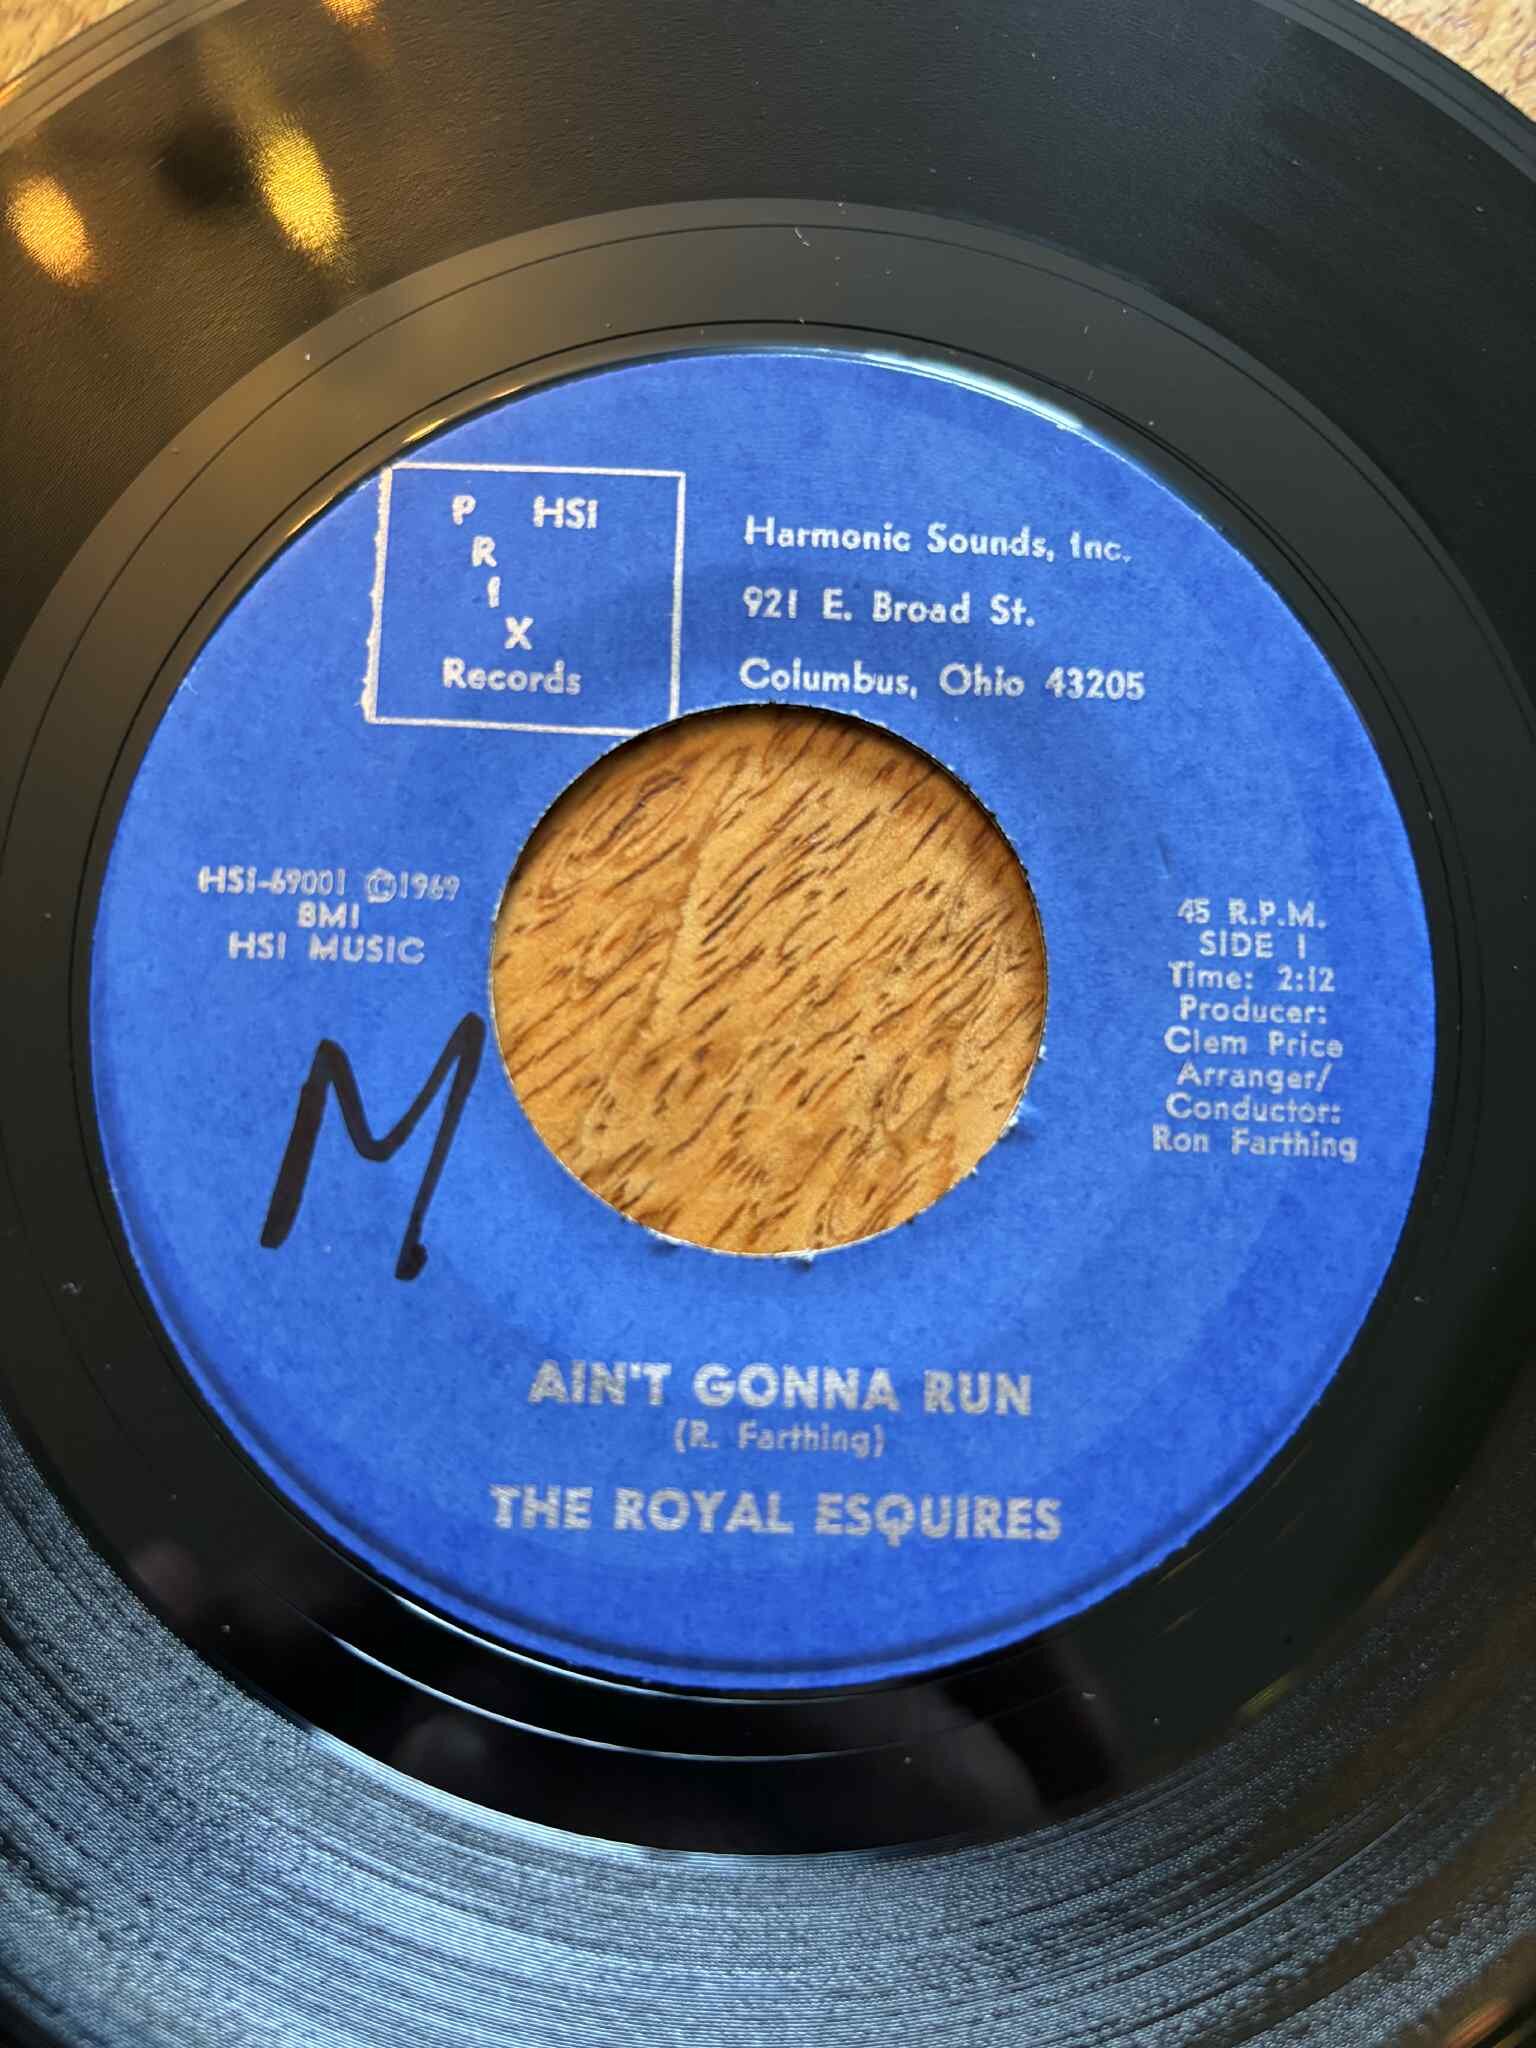 P HSI
R
I
X
Records
Harmonic Sounds, Inc.
921 E. Broad St.
Columbus, Ohio 43205
HSI-69001 ©1969
BMI
HSI MUSIC
45 R.P.M.
SIDE 1
Time: 2:12
Producer:
Clem Price
Arranger/
Conductor:
Ron Farthing
M
AIN'T GONNA RUN
(R. Farthing)
THE ROYAL ESQUIRES